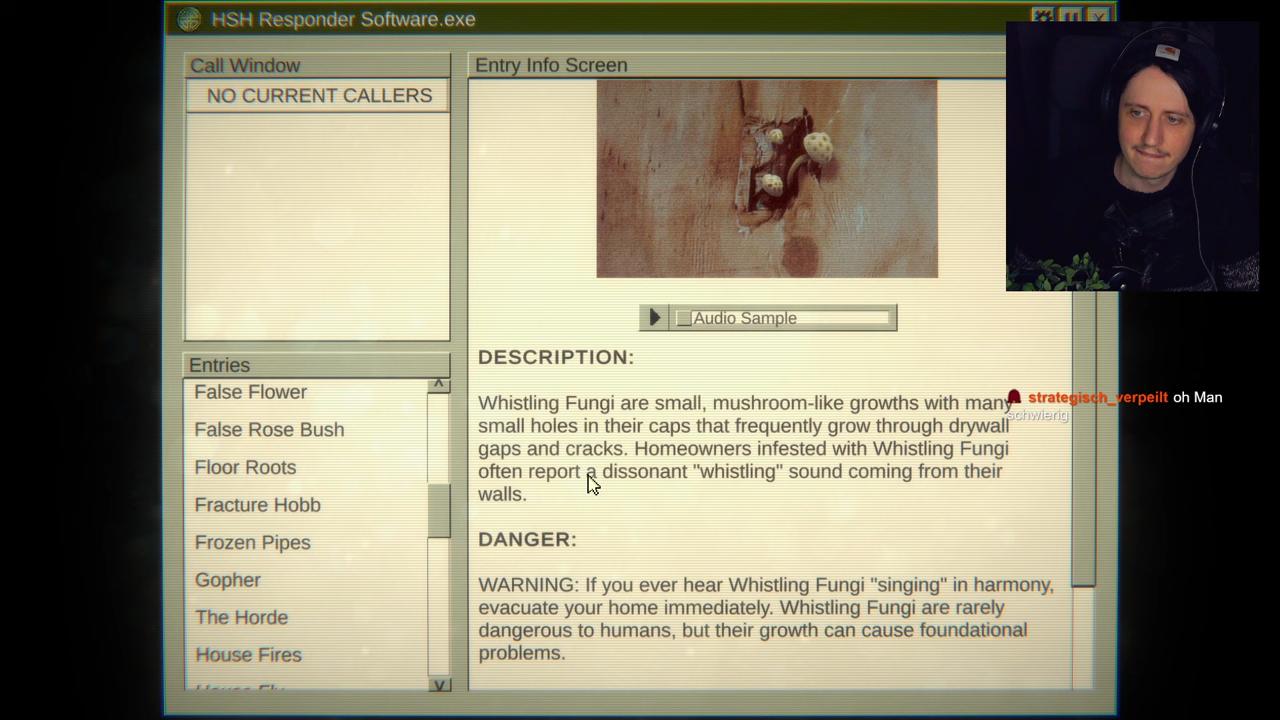 HSH Responder Software.exe
Call Window
NO CURRENT CALLERS
Entries
False Flower
False Rose Bush
Floor Roots
Fracture Hobb
Frozen Pipes
Gopher
The Horde
House Fires
House Fly
Entry Info Screen
Audio Sample
DESCRIPTION:
Whistling Fungi are small, mushroom-like growths with many
small holes in their caps that frequently grow through drywall
gaps and cracks. Homeowners infested with Whistling Fungi
often report a dissonant "whistling" sound coming from their
walls.
DANGER:
WARNING: If you ever hear Whistling Fungi "singing" in harmony,
evacuate your home immediately. Whistling Fungi are rarely
dangerous to humans, but their growth can cause foundational
problems.
strategisch_verpeilt oh Man
schwierig